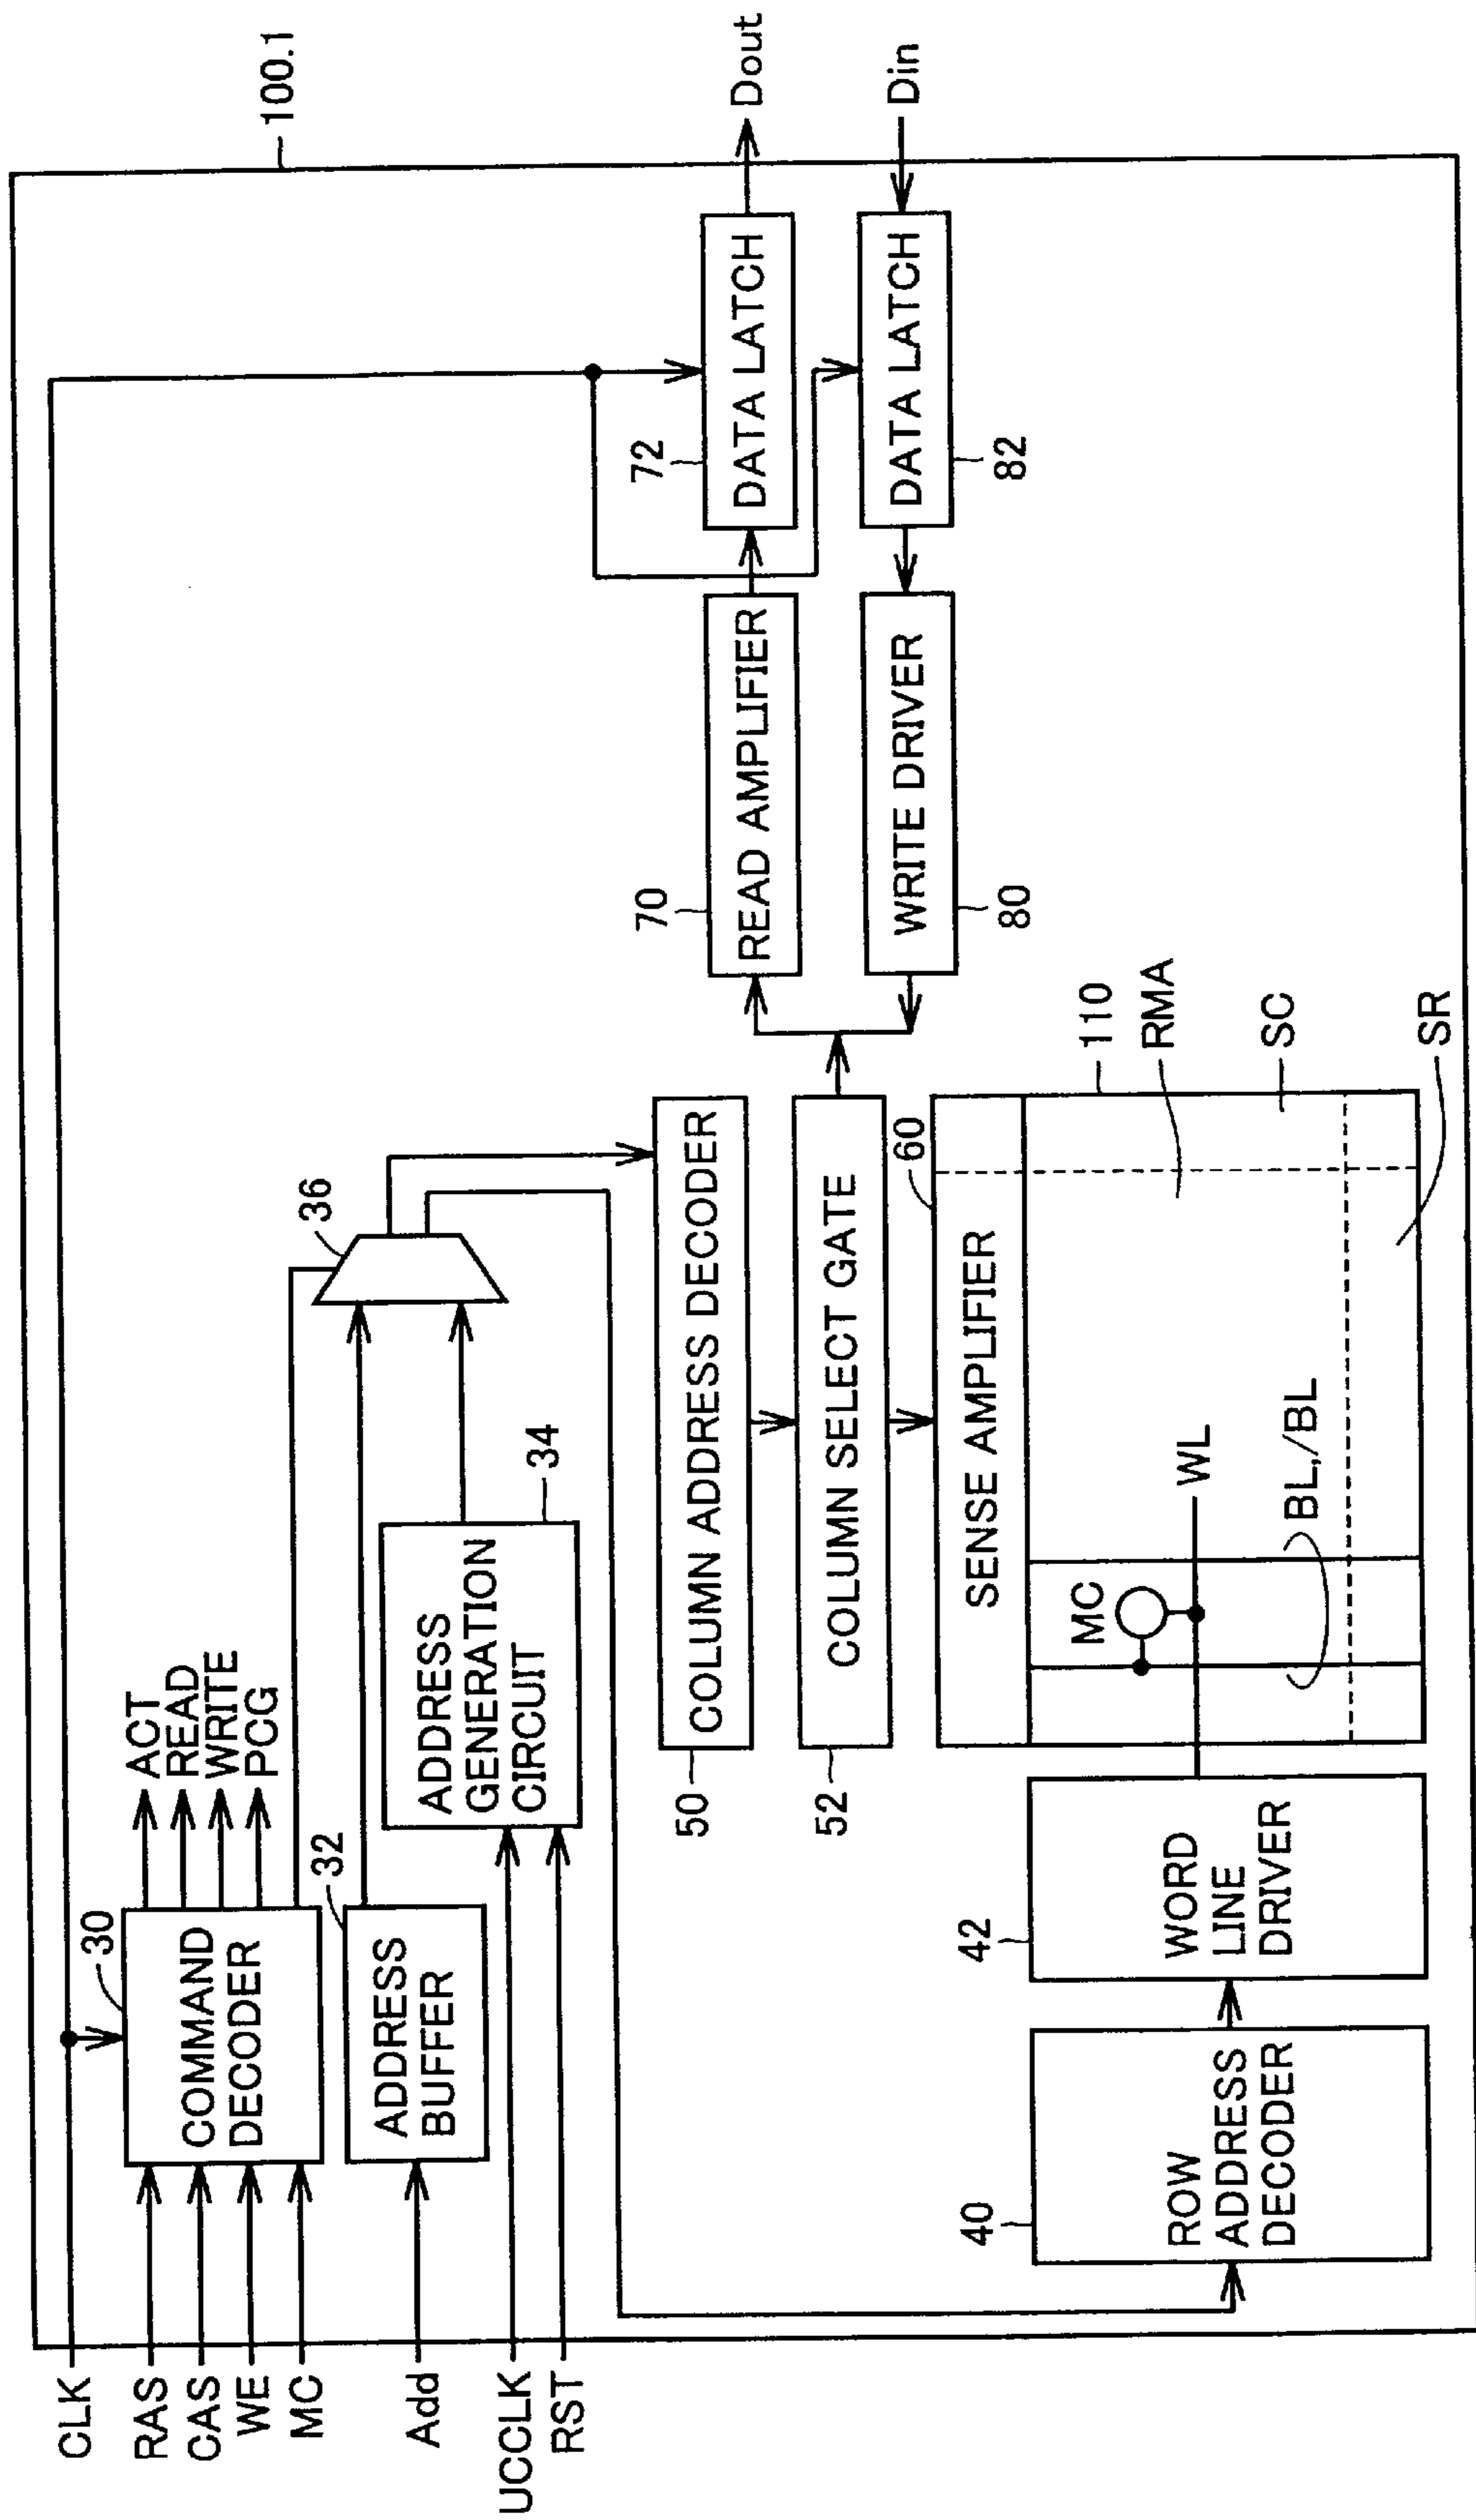 100.1
CLK
RAS
CAS
WE
MC
Add
UCCLK
RST
30
COMMAND
DECODER
ACT
READ
WRITE
PCG
32
ADDRESS
BUFFER
34
ADDRESS
GENERATION
CIRCUIT
36
72
DATA LATCH
Dout
Din
DATA LATCH
82
70
READ AMPLIFIER
WRITE DRIVER
80
50
COLUMN ADDRESS DECODER
52
COLUMN SELECT GATE
60
SENSE AMPLIFIER
110
RMA
SC
SR
MC
WL
BL,/BL
42
WORD
LINE
DRIVER
40
ROW
ADDRESS
DECODER